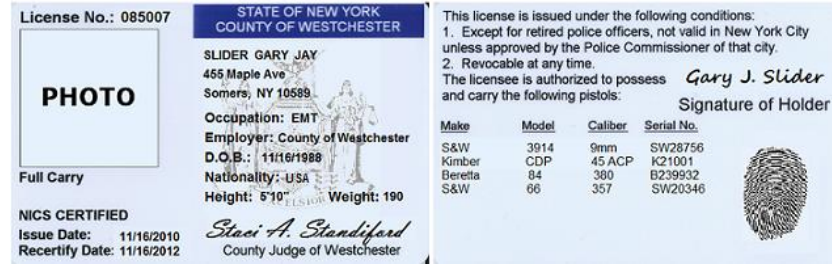 License No.: 085007
PHOTO
Full Carry
NICS CERTIFIED
Issue Date: 11/16/2010
Recertify Date: 11/16/2012
STATE OF NEW YORK
COUNTY OF WESTCHESTER
SLIDER GARY JAY
455 Maple Ave
Somers, NY 10589
Occupation: EMT
Employer: County of Westchester
D.O.B.: 11/16/1988
Nationality: USA
Height: 5'10" Weight: 190
EXCELSIOR
Staci A. Standiford
County Judge of Westchester
This license is issued under the following conditions:
1. Except for retired police officers, not valid in New York City
unless approved by the Police Commissioner of that city.
2. Revocable at any time.
The licensee is authorized to possess
and carry the following pistols:
Gary J. Slider
Signature of Holder
Make Model Caliber Serial No.
S&W 3914 9mm SW28756
Kimber CDP 45 ACP K21001
Beretta 84 380 B239932
S&W 66 357 SW20346